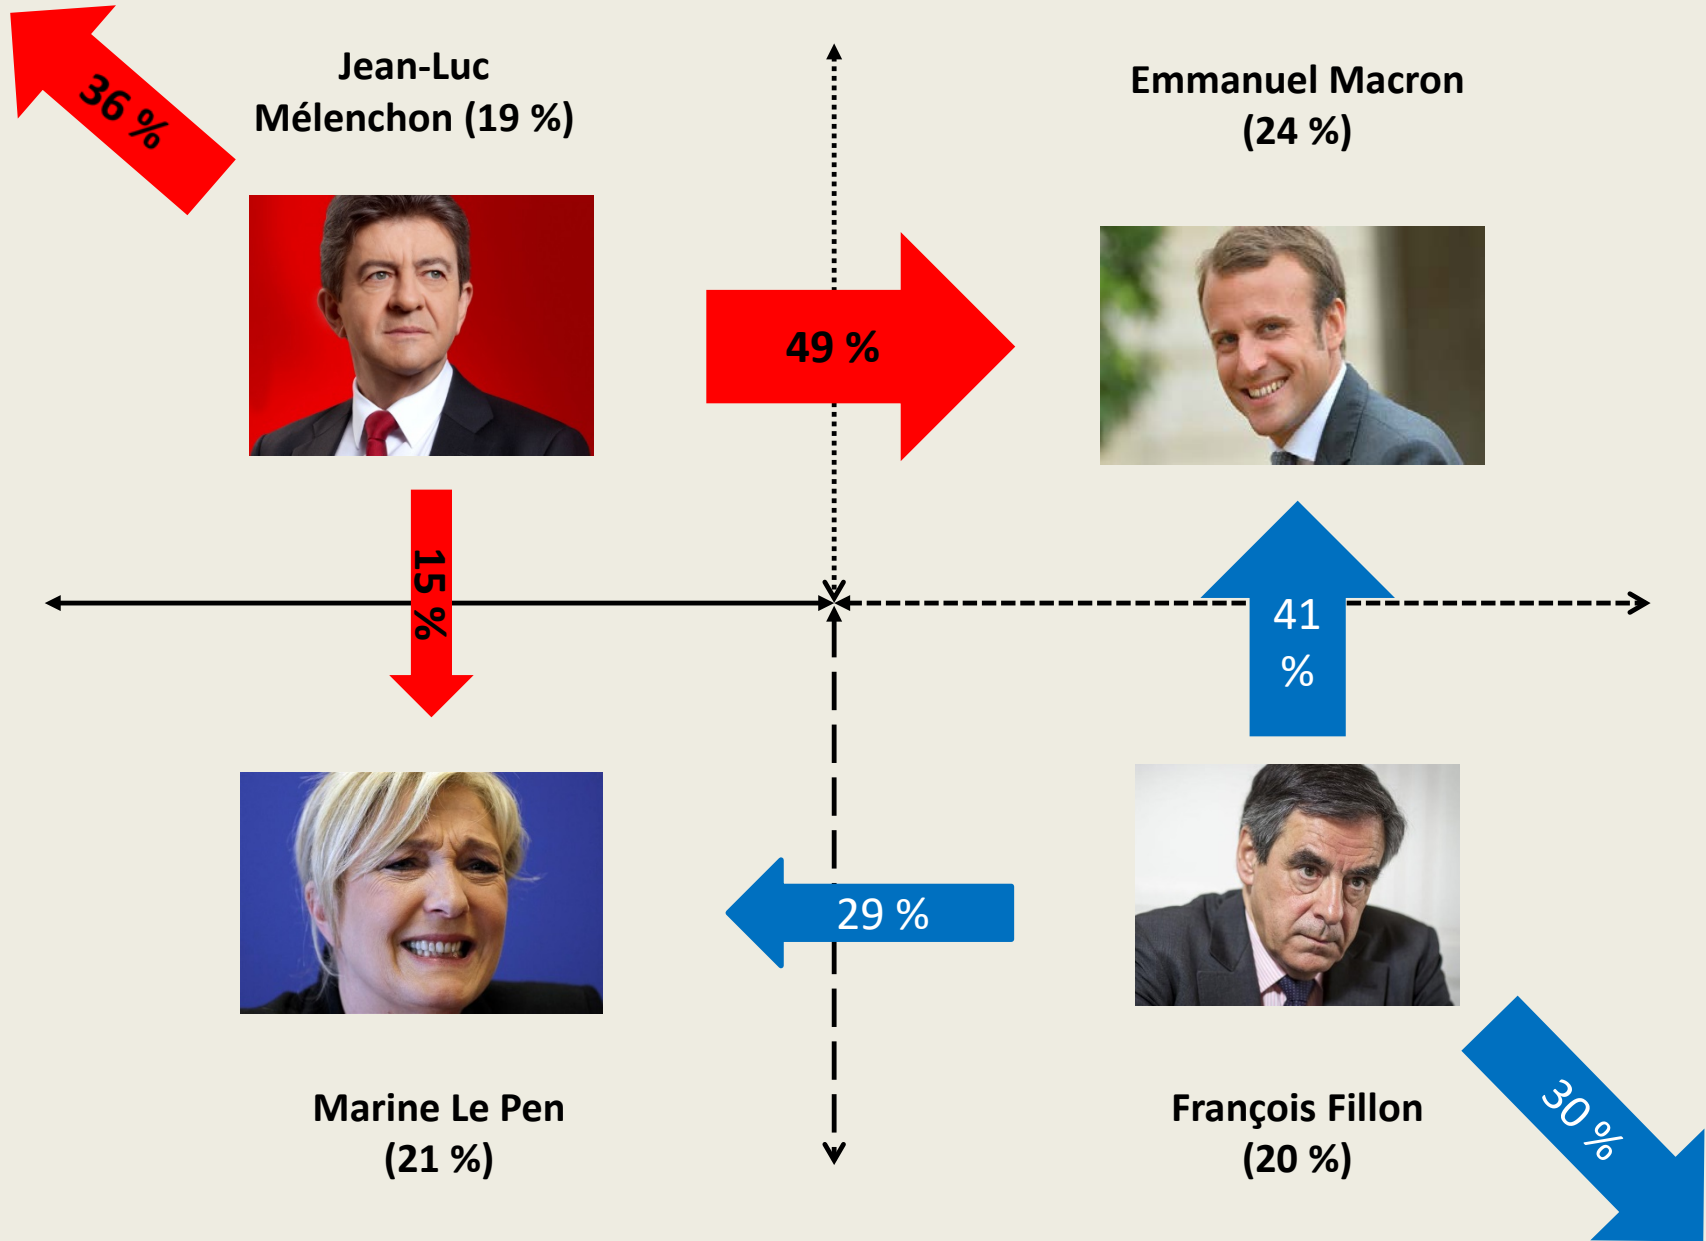 36 %
Jean-Luc
Mélenchon (19 %)
Emmanuel Macron
(24 %)
49 %
15 %
41
%
29 %
Marine Le Pen
(21 %)
François Fillon
(20 %)
30 %